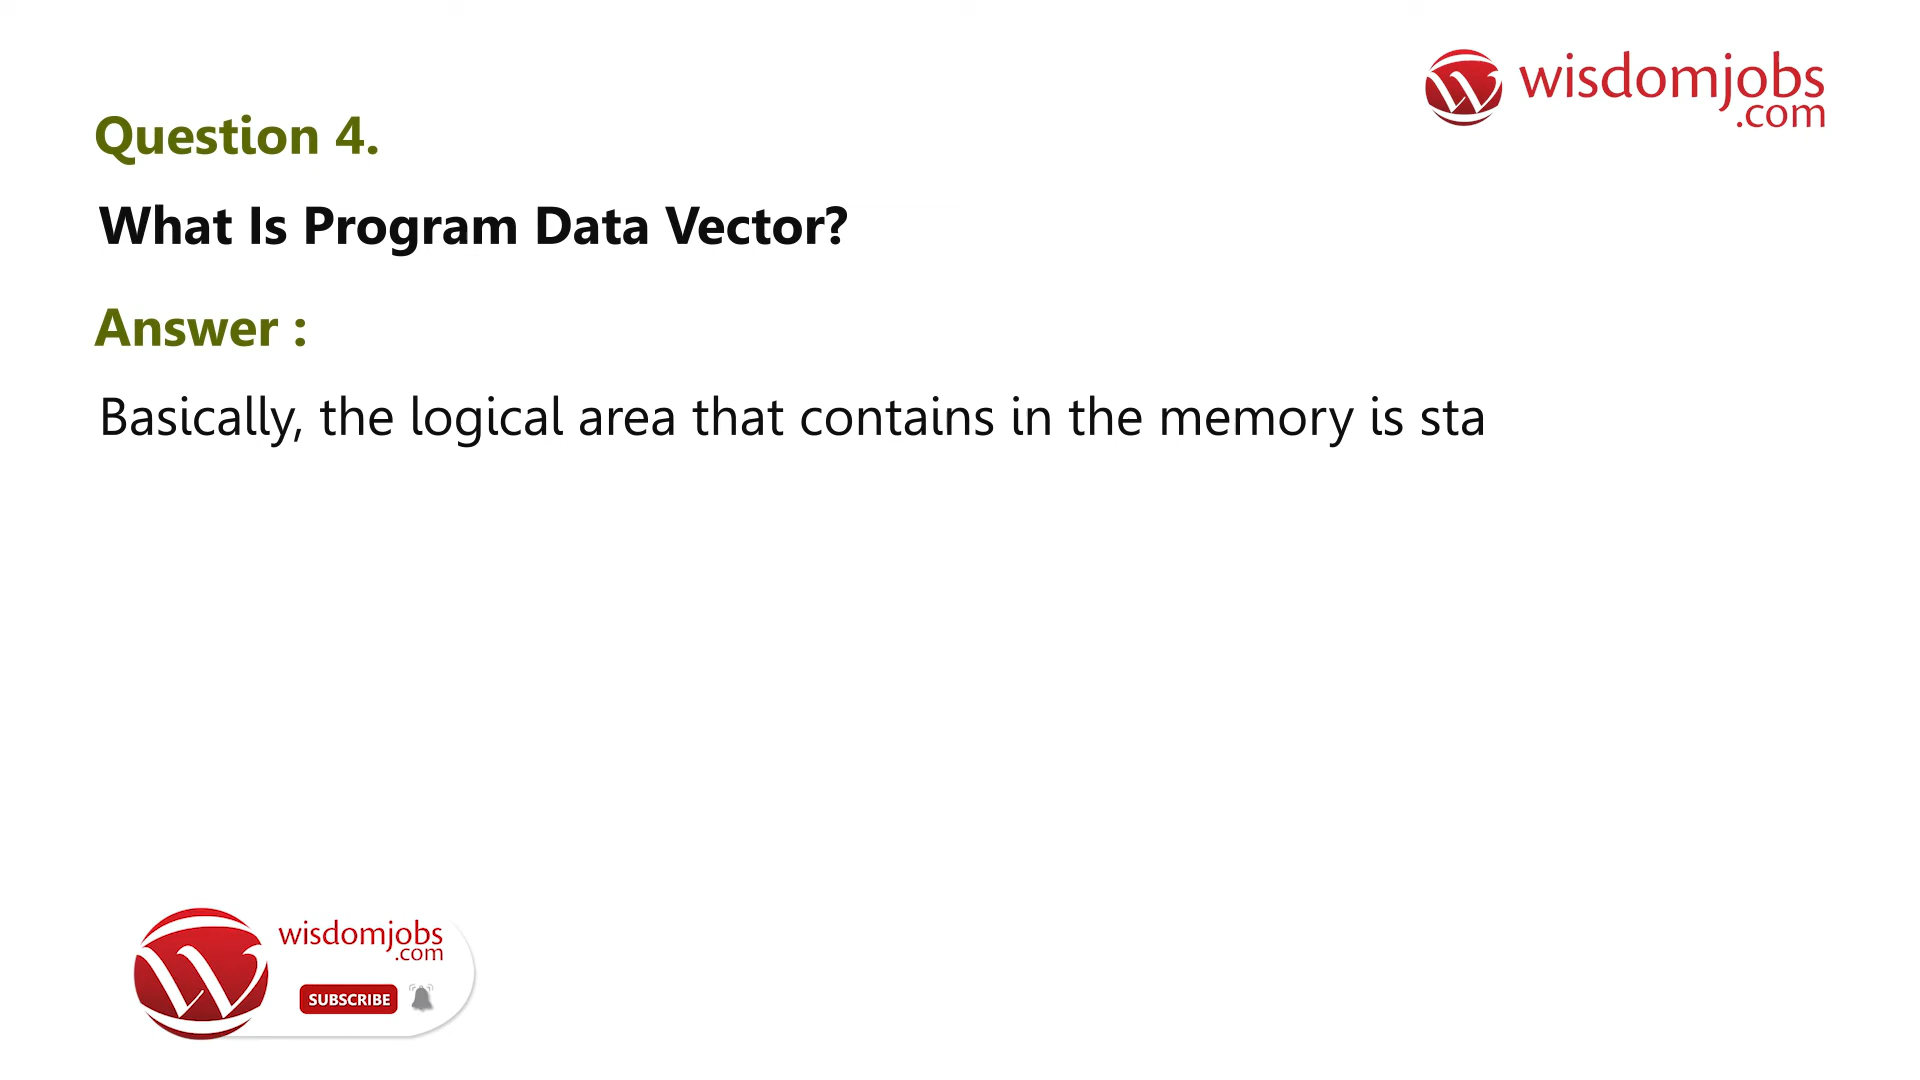 wisdomjobs
.com
Question 4.
What Is Program Data Vector?
Answer :
Basically, the logical area that contains in the memory is sta
wisdomjobs
.com
SUBSCRIBE